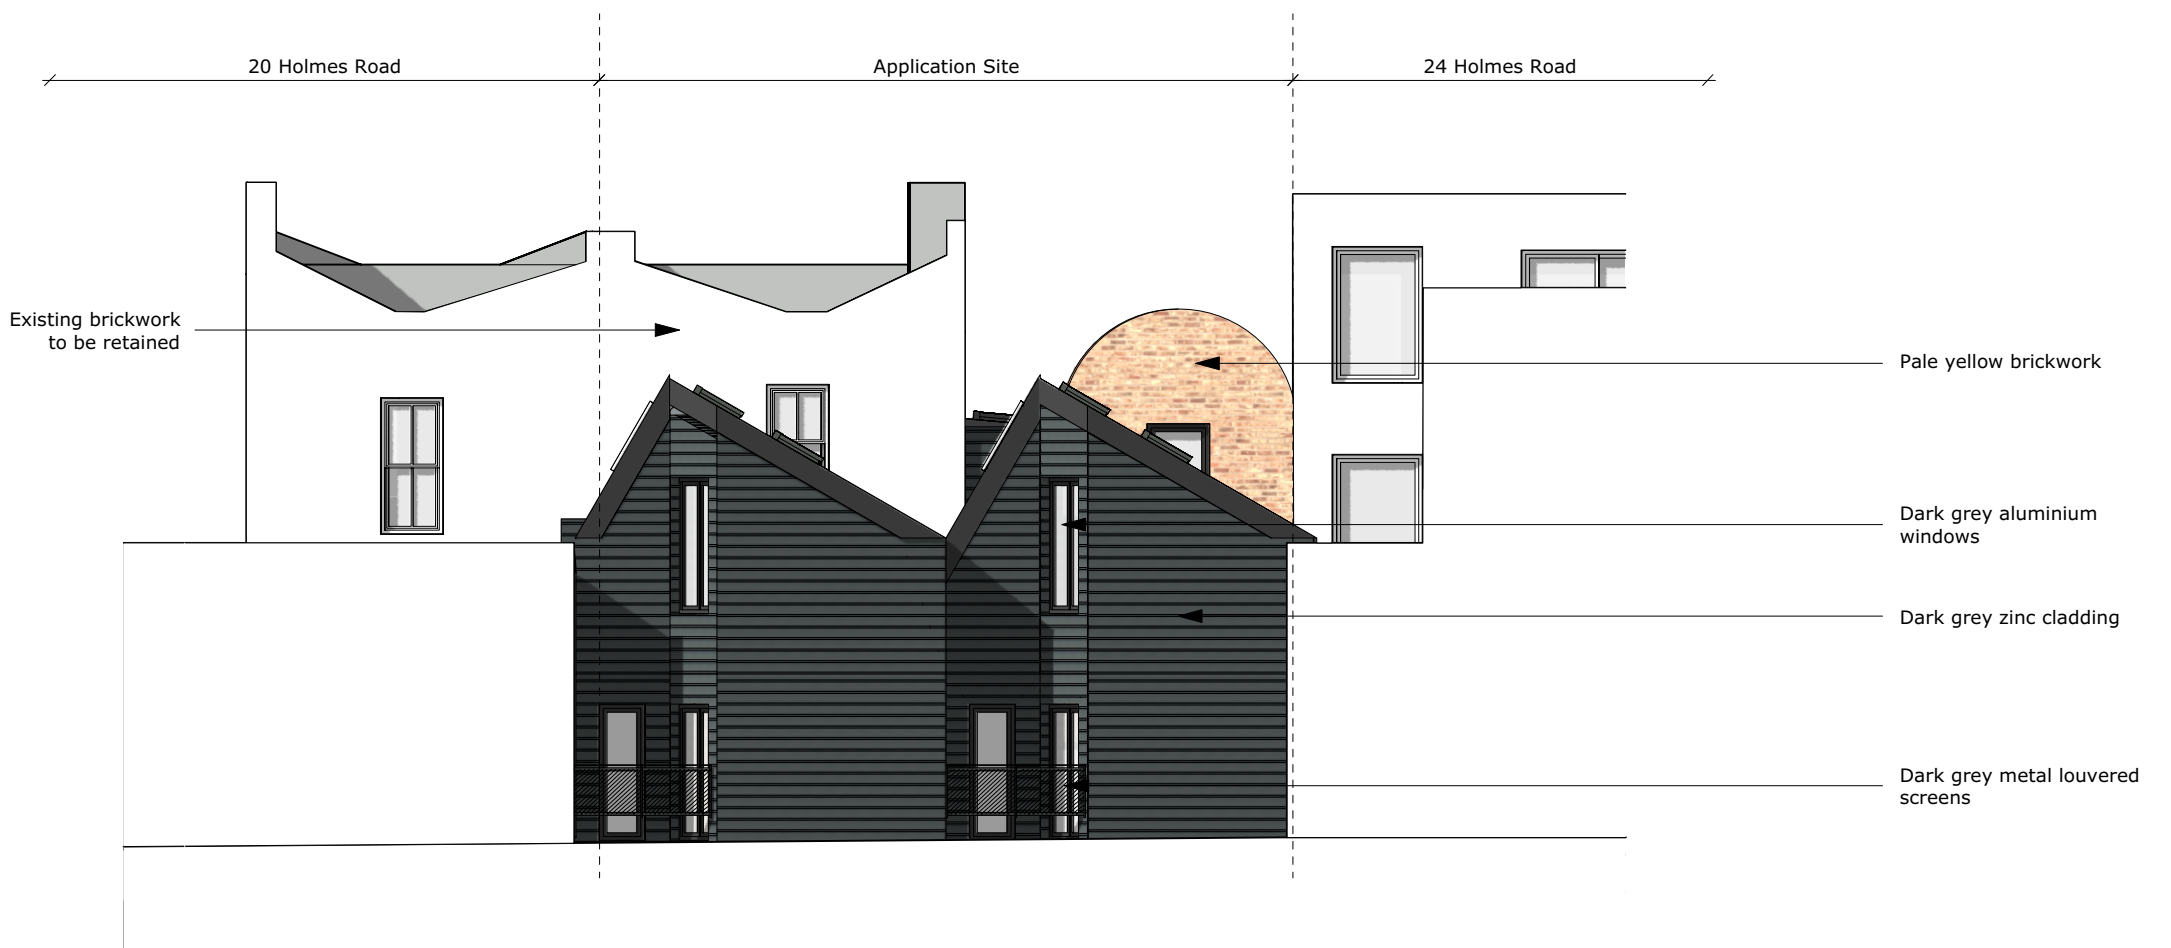 20 Holmes Road
Application Site
24 Holmes Road
Existing brickwork
to be retained
Pale yellow brickwork
Dark grey aluminium
windows
Dark grey zinc cladding
Dark grey metal louvered
screens